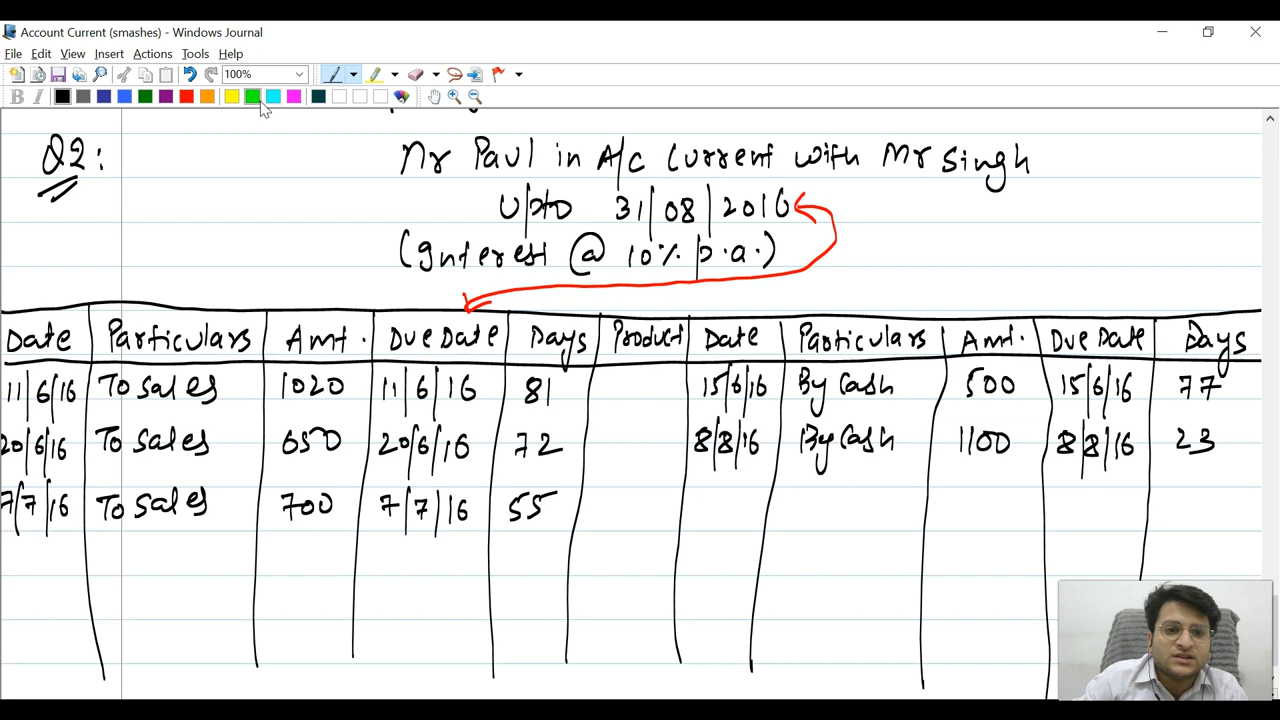 Account Current (smashes) - Windows Journal
File Edit View Insert Actions Tools Help
100%
B I
Q2:
Mr Paul in A/c Current with Mr Singh
Upto 31/08/2016
(Interest @ 10% p.a.)
Date Particulars Amt. Due Date Days Product Date Particulars Amt. Due Date Days
11/6/16 To Sales 1020 11/6/16 81 15/6/16 By Cash 500 15/6/16 77
20/6/16 To Sales 650 20/6/16 72 8/8/16 By Cash 1100 8/8/16 23
7/7/16 To Sales 700 7/7/16 55